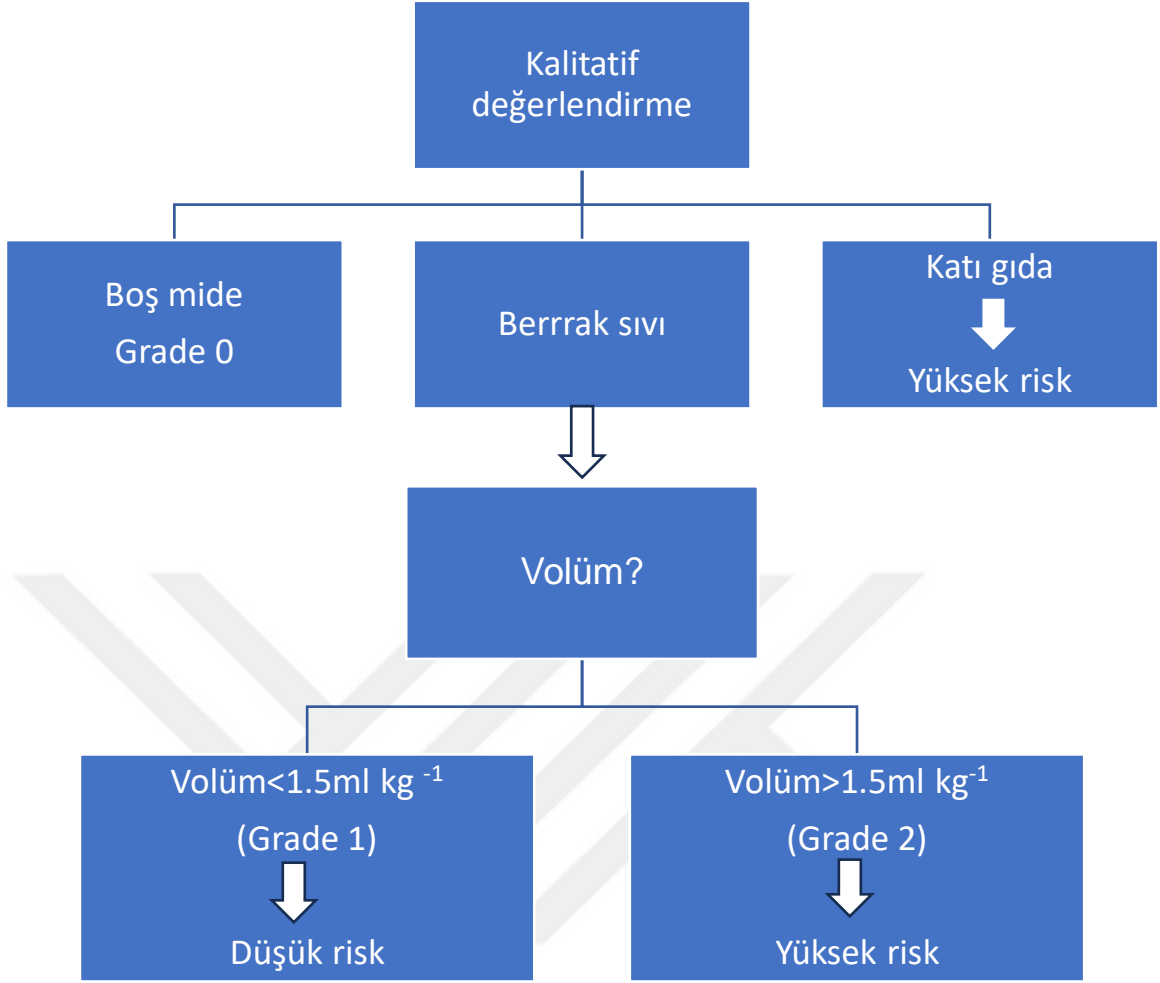 Kalitatif
değerlendirme
Boş mide
Grade 0
Berrrak sıvı
Katı gıda
Yüksek risk
Volüm?
Volüm<1.5ml kg -1
(Grade 1)
Düşük risk
Volüm>1.5ml kg-1
(Grade 2)
Yüksek risk